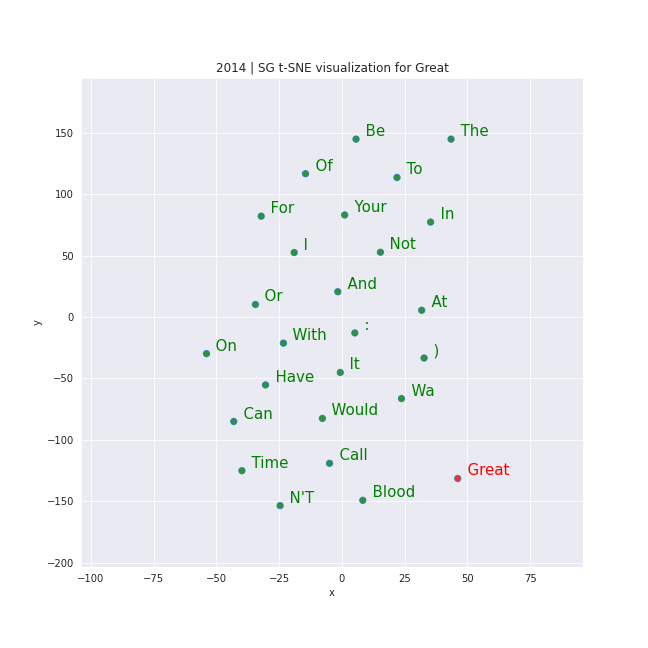 2014 | SG t-SNE visualization for Great
Be
The
Of
To
For
Your
In
I
Not
And
Or
At
:
With
On
)
It
Have
Wa
Would
Can
Call
Time
Great
Blood
N'T
150
100
50
0
−50
−100
−150
−200
y
−100
−75
−50
−25
0
25
50
75
x